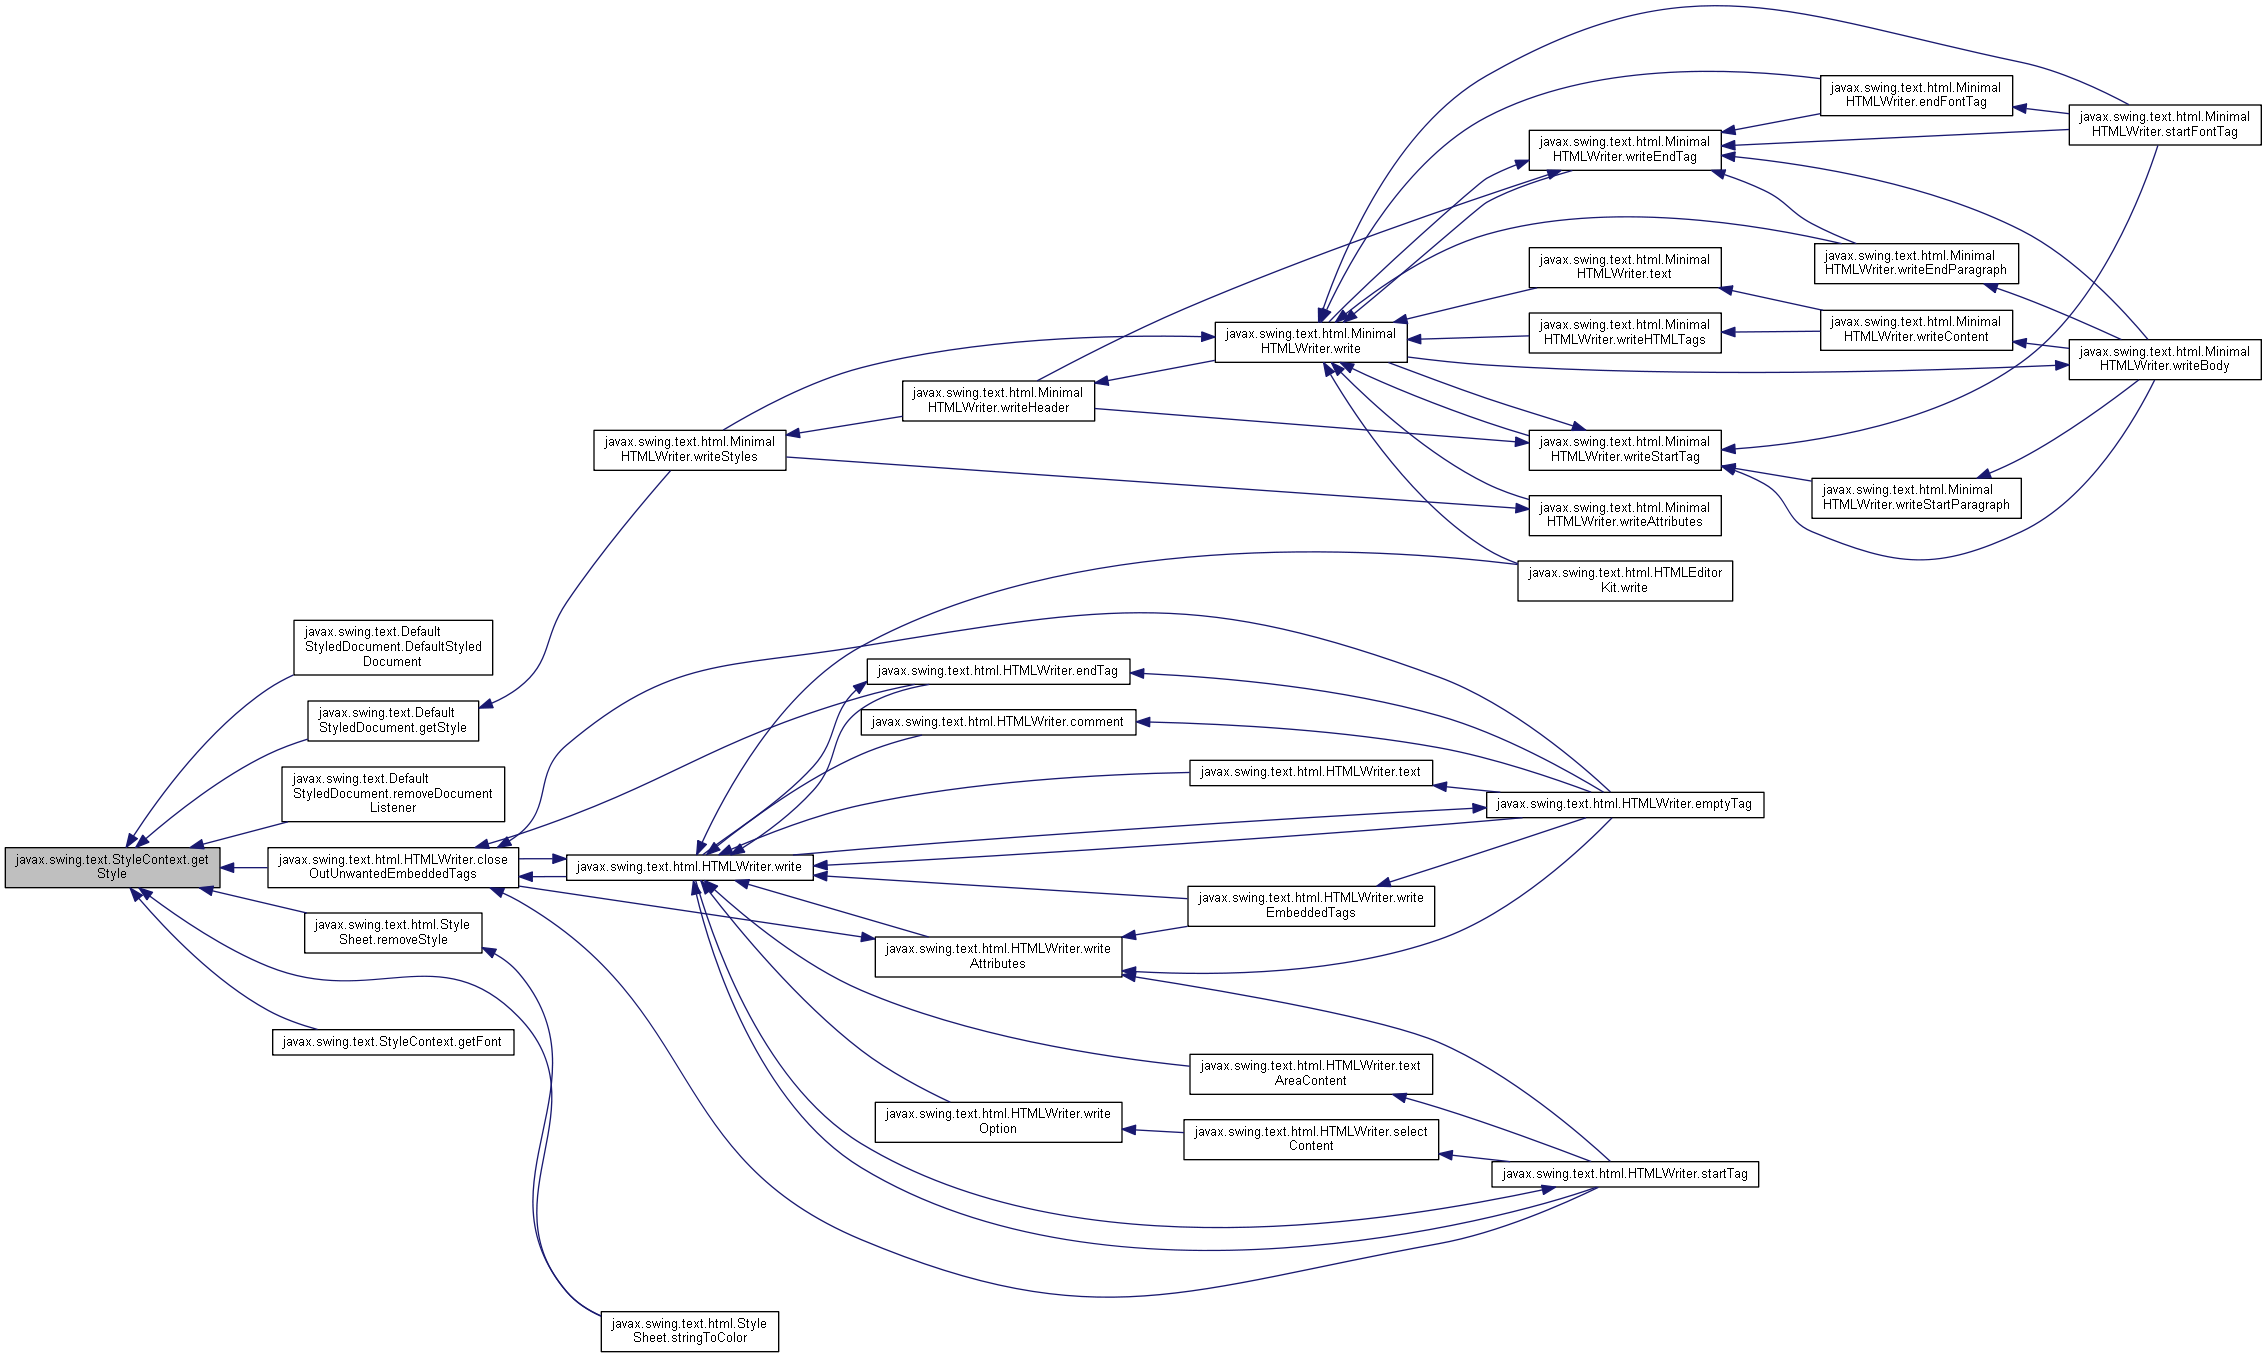 javax.swing.text.html.Minimal
HTMLWriter.endFontTag
javax.swing.text.html.Minimal
HTMLWriter.startFontTag
javax.swing.text.html.Minimal
HTMLWriter.writeEndTag
javax.swing.text.html.Minimal
HTMLWriter.writeEndParagraph
javax.swing.text.html.Minimal
HTMLWriter.text
javax.swing.text.html.Minimal
HTMLWriter.writeContent
javax.swing.text.html.Minimal
HTMLWriter.writeHTMLTags
javax.swing.text.html.Minimal
HTMLWriter.write
javax.swing.text.html.Minimal
HTMLWriter.writeBody
javax.swing.text.html.Minimal
HTMLWriter.writeHeader
javax.swing.text.html.Minimal
HTMLWriter.writeStyles
javax.swing.text.html.Minimal
HTMLWriter.writeStartTag
javax.swing.text.html.Minimal
HTMLWriter.writeStartParagraph
javax.swing.text.html.Minimal
HTMLWriter.writeAttributes
javax.swing.text.html.HTMLEditor
Kit.write
javax.swing.text.Default
StyledDocument.DefaultStyled
Document
javax.swing.text.html.HTMLWriter.endTag
javax.swing.text.Default
StyledDocument.getStyle
javax.swing.text.html.HTMLWriter.comment
javax.swing.text.html.HTMLWriter.text
javax.swing.text.Default
StyledDocument.removeDocument
Listener
javax.swing.text.html.HTMLWriter.emptyTag
javax.swing.text.StyleContext.get
Style
javax.swing.text.html.HTMLWriter.close
OutUnwantedEmbeddedTags
javax.swing.text.html.HTMLWriter.write
javax.swing.text.html.HTMLWriter.write
EmbeddedTags
javax.swing.text.html.Style
Sheet.removeStyle
javax.swing.text.html.HTMLWriter.write
Attributes
javax.swing.text.StyleContext.getFont
javax.swing.text.html.HTMLWriter.text
AreaContent
javax.swing.text.html.HTMLWriter.write
Option
javax.swing.text.html.HTMLWriter.select
Content
javax.swing.text.html.HTMLWriter.startTag
javax.swing.text.html.Style
Sheet.stringToColor